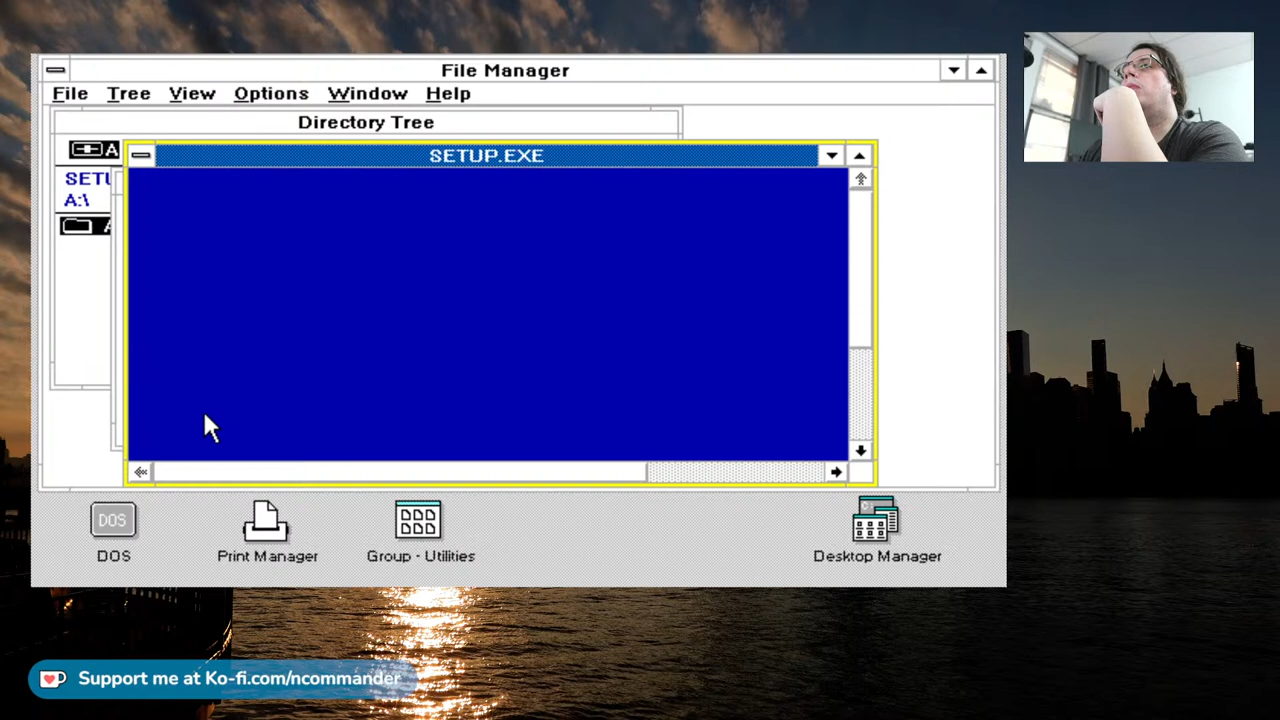 File Manager
File Tree View Options Window Help
Directory Tree
A
SETUP.EXE
SETU
A:\
DOS
DOS
Print Manager
Group - Utilities
Desktop Manager
Support me at Ko-fi.com/ncommander